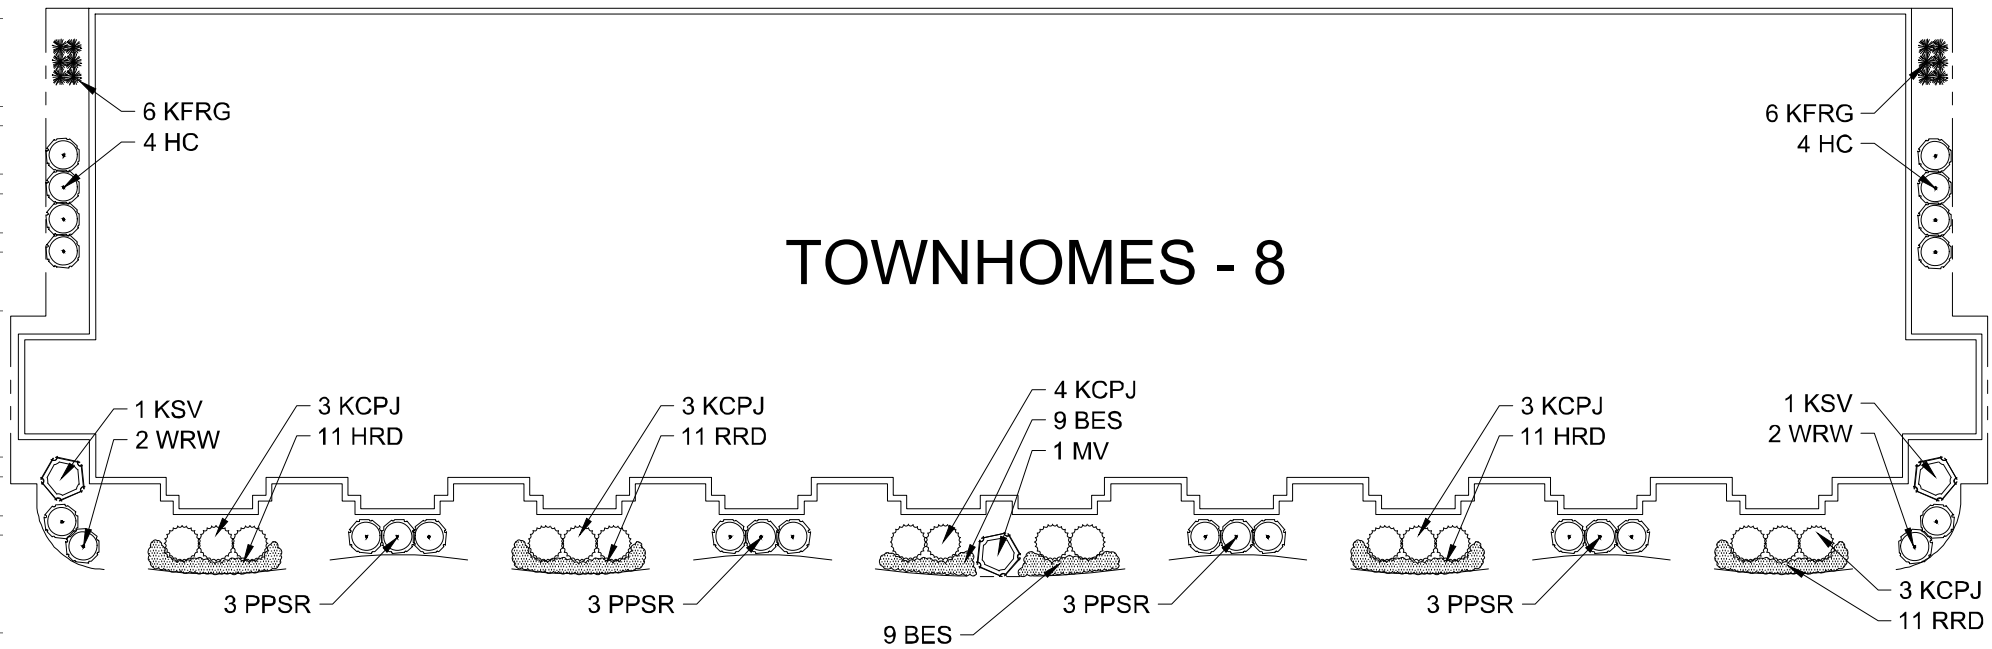 6 KFRG
4 HC
6 KFRG
4 HC
TOWNHOMES - 8
1 KSV
2 WRW
3 KCPJ
11 HRD
3 KCPJ
11 RRD
4 KCPJ
9 BES
1 MV
3 KCPJ
11 HRD
1 KSV
2 WRW
3 PPSR
3 PPSR
9 BES
3 PPSR
3 PPSR
3 KCPJ
11 RRD